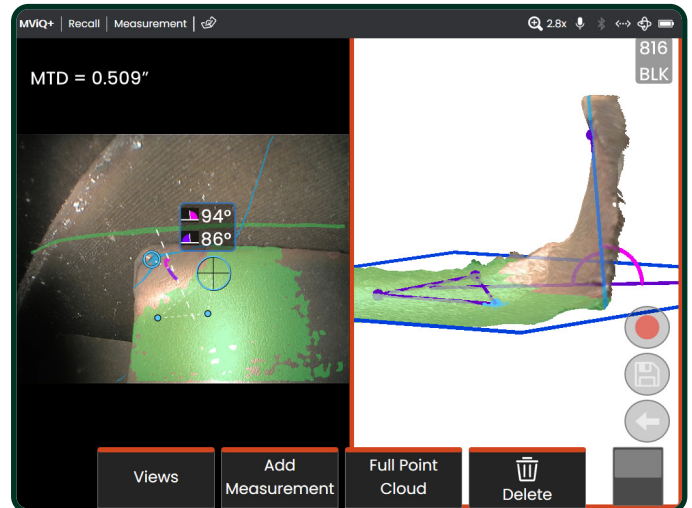 MViQ+ | Recall | Measurement |
2.8x
MTD = 0.509"
816
BLK
94°
86°
Views
Add
Measurement
Full Point
Cloud
Delete